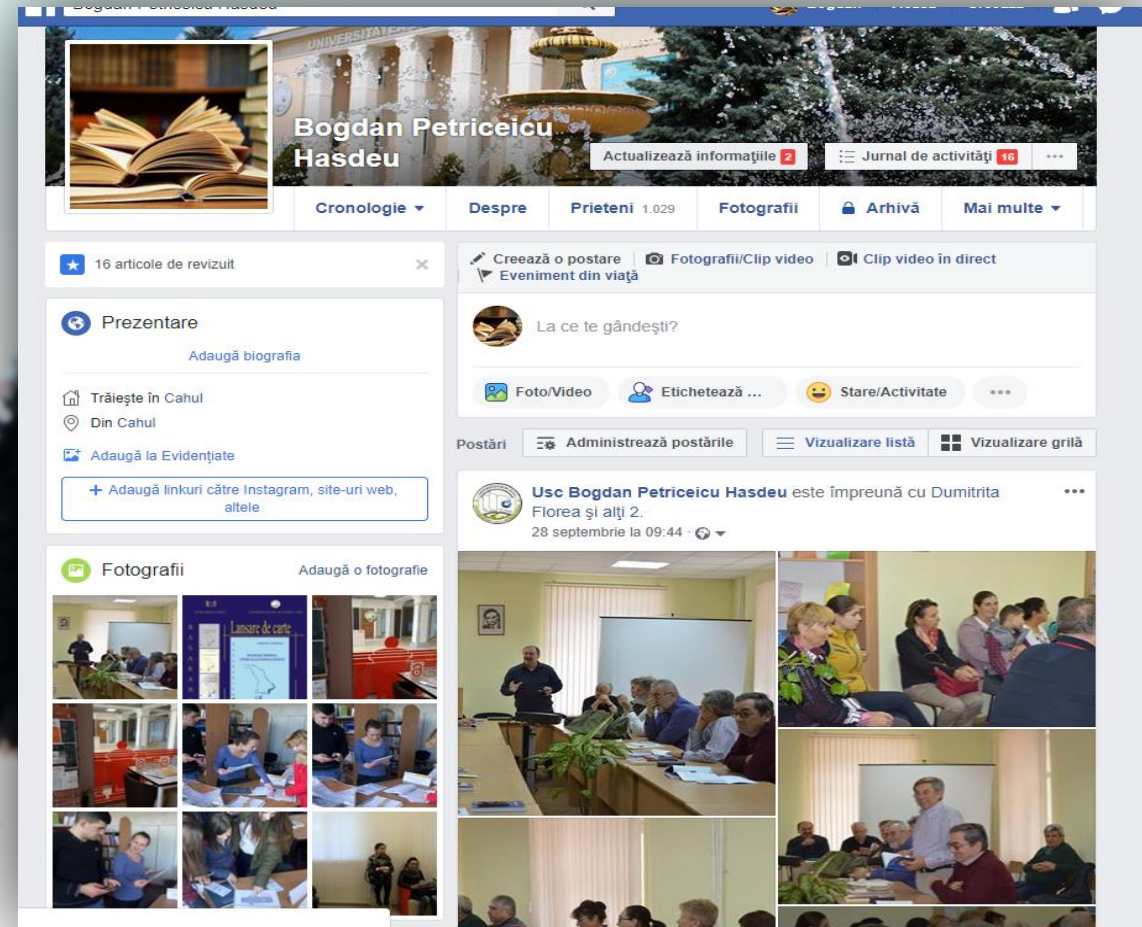 Bogdan Petriceicu Hasdeu
UNIVERSITATEA
Bogdan Petriceicu
Hasdeu
Actualizează informațiile 2
Jurnal de activități 16
Cronologie
Despre
Prieteni 1.029
Fotografii
Arhivă
Mai multe
16 articole de revizuit
Prezentare
Adaugă biografia
Trăiește în Cahul
Din Cahul
Adaugă la Evidențiate
+ Adaugă linkuri către Instagram, site-uri web,
altele
Fotografii
Adaugă o fotografie
Lansare de carte
Creează o postare
Fotografii/Clip video
Clip video în direct
Eveniment din viață
La ce te gândești?
Foto/Video
Etichetează ...
Stare/Activitate
Postări
Administrează postările
Vizualizare listă
Vizualizare grilă
Usc Bogdan Petriceicu Hasdeu este împreună cu Dumitrita
Florea și alți 2.
28 septembrie la 09:44 ·